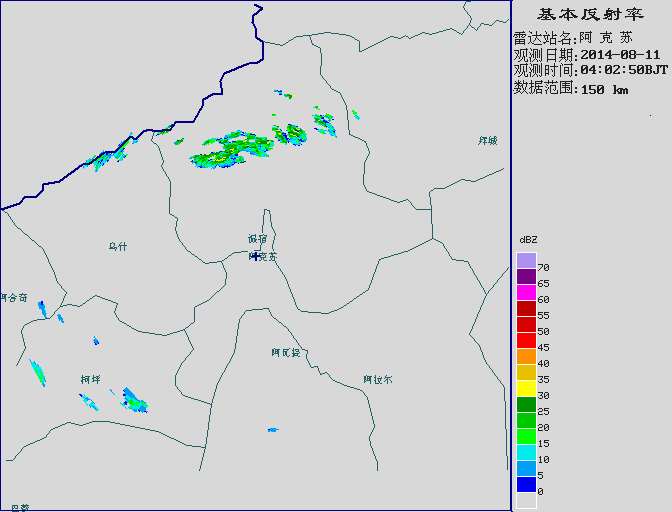 基本反射率
雷达站名:阿 克 苏
观测日期:2014-08-11
观测时间:04:02:50BJT
数据范围:150 km
拜城
乌什
温宿
阿克苏
阿合奇
阿瓦提
柯坪
阿拉尔
巴楚
dBZ
70
65
60
55
50
45
40
35
30
25
20
15
10
5
0